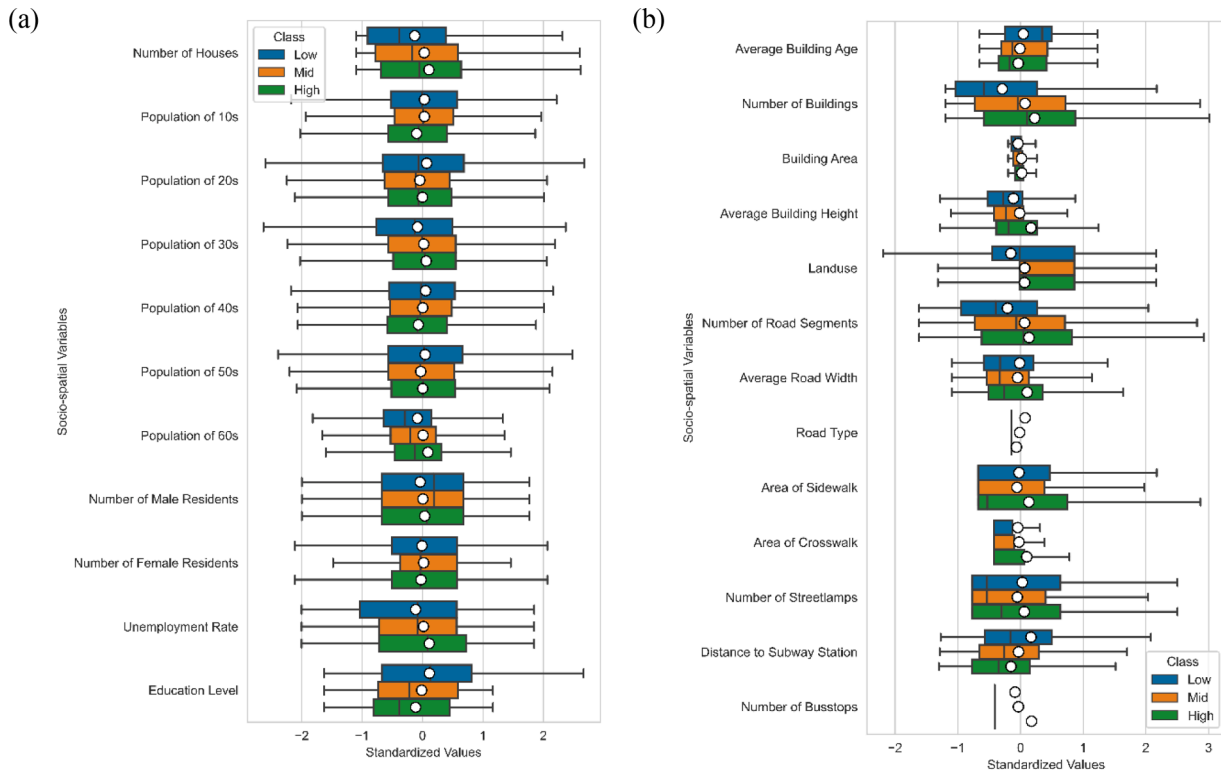 (a)
Class
Low
Mid
High
Number of Houses
Population of 10s
Population of 20s
Population of 30s
Population of 40s
Population of 50s
Population of 60s
Number of Male Residents
Number of Female Residents
Unemployment Rate
Education Level
Socio-spatial Variables
−2
−1
0
1
2
Standardized Values
(b)
Average Building Age
Number of Buildings
Building Area
Average Building Height
Landuse
Number of Road Segments
Average Road Width
Road Type
Area of Sidewalk
Area of Crosswalk
Number of Streetlamps
Distance to Subway Station
Number of Busstops
Socio-spatial Variables
Class
Low
Mid
High
−2
−1
0
1
2
3
Standardized Values